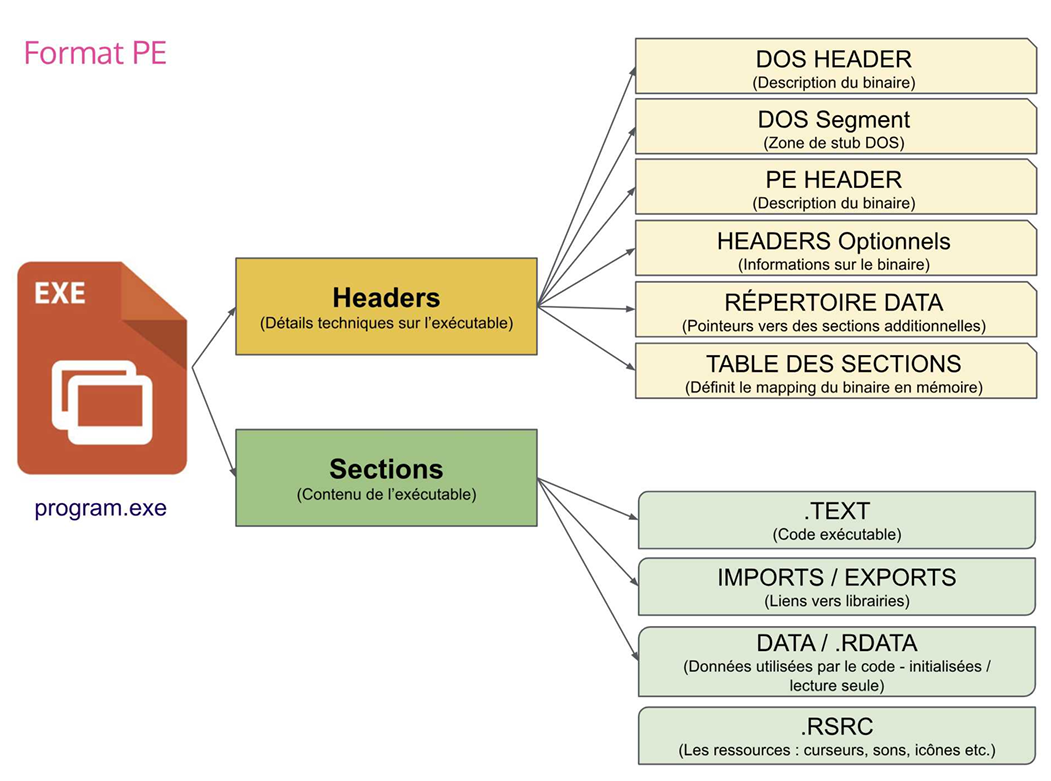 Format PE
EXE
program.exe
Headers
(Détails techniques sur l'exécutable)
DOS HEADER
(Description du binaire)
DOS Segment
(Zone de stub DOS)
PE HEADER
(Description du binaire)
HEADERS Optionnels
(Informations sur le binaire)
RÉPERTOIRE DATA
(Pointeurs vers des sections additionnelles)
TABLE DES SECTIONS
(Définit le mapping du binaire en mémoire)
Sections
(Contenu de l'exécutable)
.TEXT
(Code exécutable)
IMPORTS / EXPORTS
(Liens vers librairies)
DATA / .RDATA
(Données utilisées par le code - initialisées /
lecture seule)
.RSRC
(Les ressources : curseurs, sons, icônes etc.)